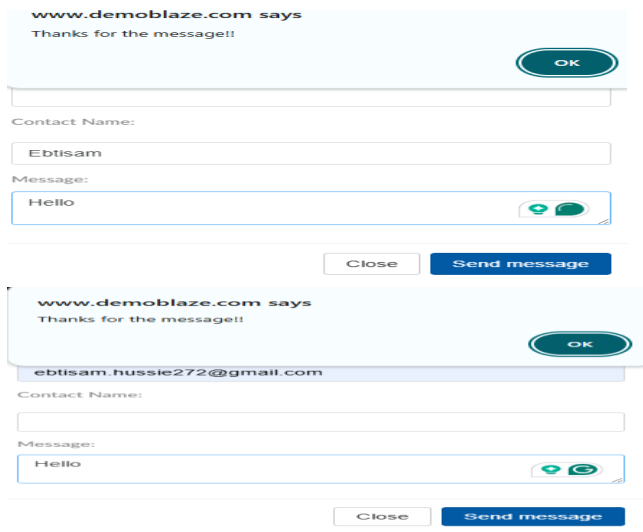 www.demoblaze.com says
Thanks for the message!!
OK
Contact Name:
Ebtisam
Message:
Hello
Close Send message
www.demoblaze.com says
Thanks for the message!!
OK
ebtisam.hussie272@gmail.com
Contact Name:
Message:
Hello
Close Send message